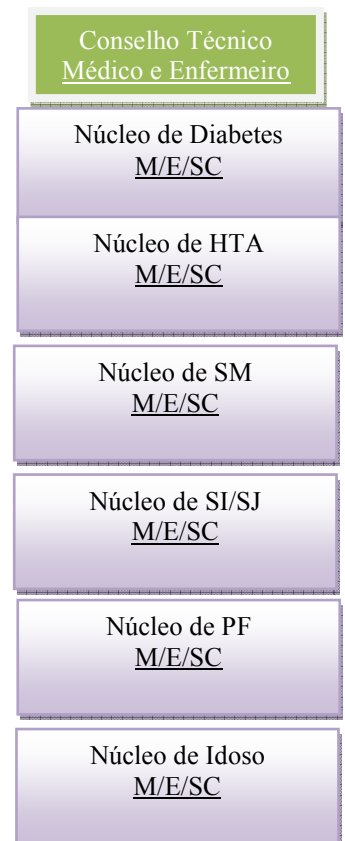 Conselho Técnico
Médico e Enfermeiro
Núcleo de Diabetes
M/E/SC
Núcleo de HTA
M/E/SC
Núcleo de SM
M/E/SC
Núcleo de SI/SJ
M/E/SC
Núcleo de PF
M/E/SC
Núcleo de Idoso
M/E/SC